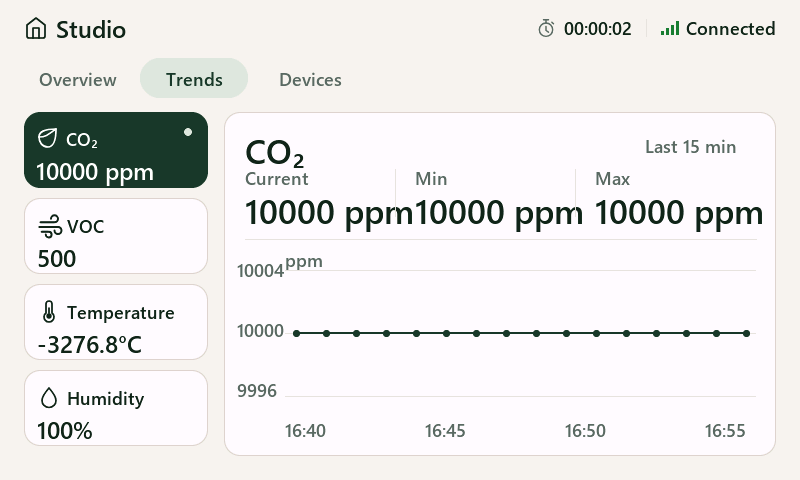 Studio
00:00:02
Connected
Overview
Trends
Devices
CO₂
10000 ppm
VOC
500
Temperature
-3276.8°C
Humidity
100%
CO₂
Last 15 min
Current
Min
Max
10000 ppm
10000 ppm
10000 ppm
ppm
10004
10000
9996
16:40
16:45
16:50
16:55